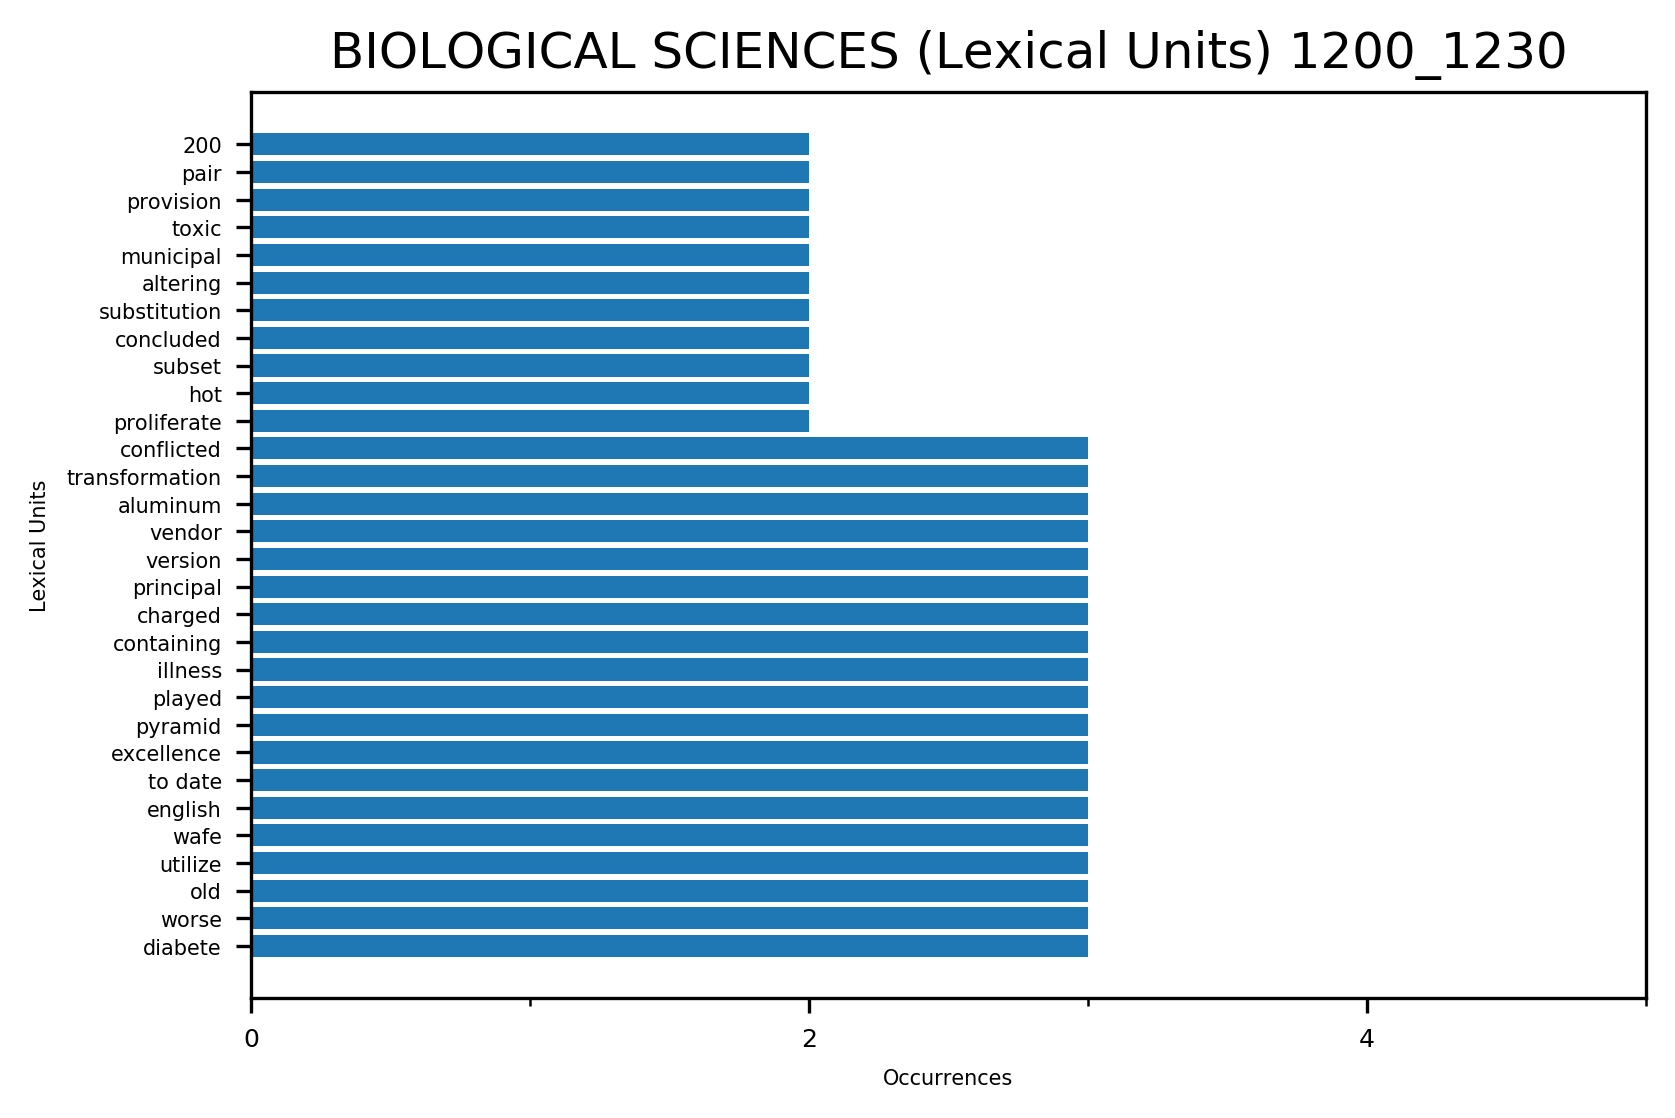 BIOLOGICAL SCIENCES (Lexical Units) 1200_1230
200
pair
provision
toxic
municipal
altering
substitution
concluded
subset
hot
proliferate
conflicted
transformation
aluminum
vendor
version
principal
charged
containing
illness
played
pyramid
excellence
to date
english
wafe
utilize
old
worse
diabete
Lexical Units
0 2 4
Occurrences